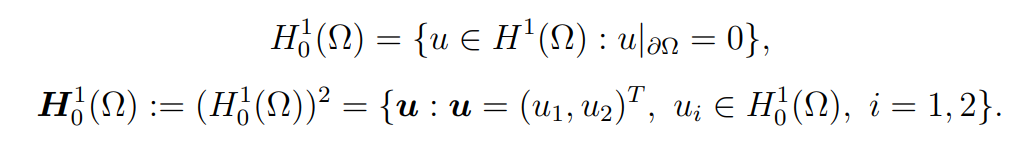 $H_0^1(\Omega) = \{u \in H^1(\Omega) : u|_{\partial\Omega} = 0\},$
$\boldsymbol{H}_0^1(\Omega) := (H_0^1(\Omega))^2 = \{\boldsymbol{u} : \boldsymbol{u} = (u_1, u_2)^T, \ u_i \in H_0^1(\Omega), \ i = 1, 2\}.$